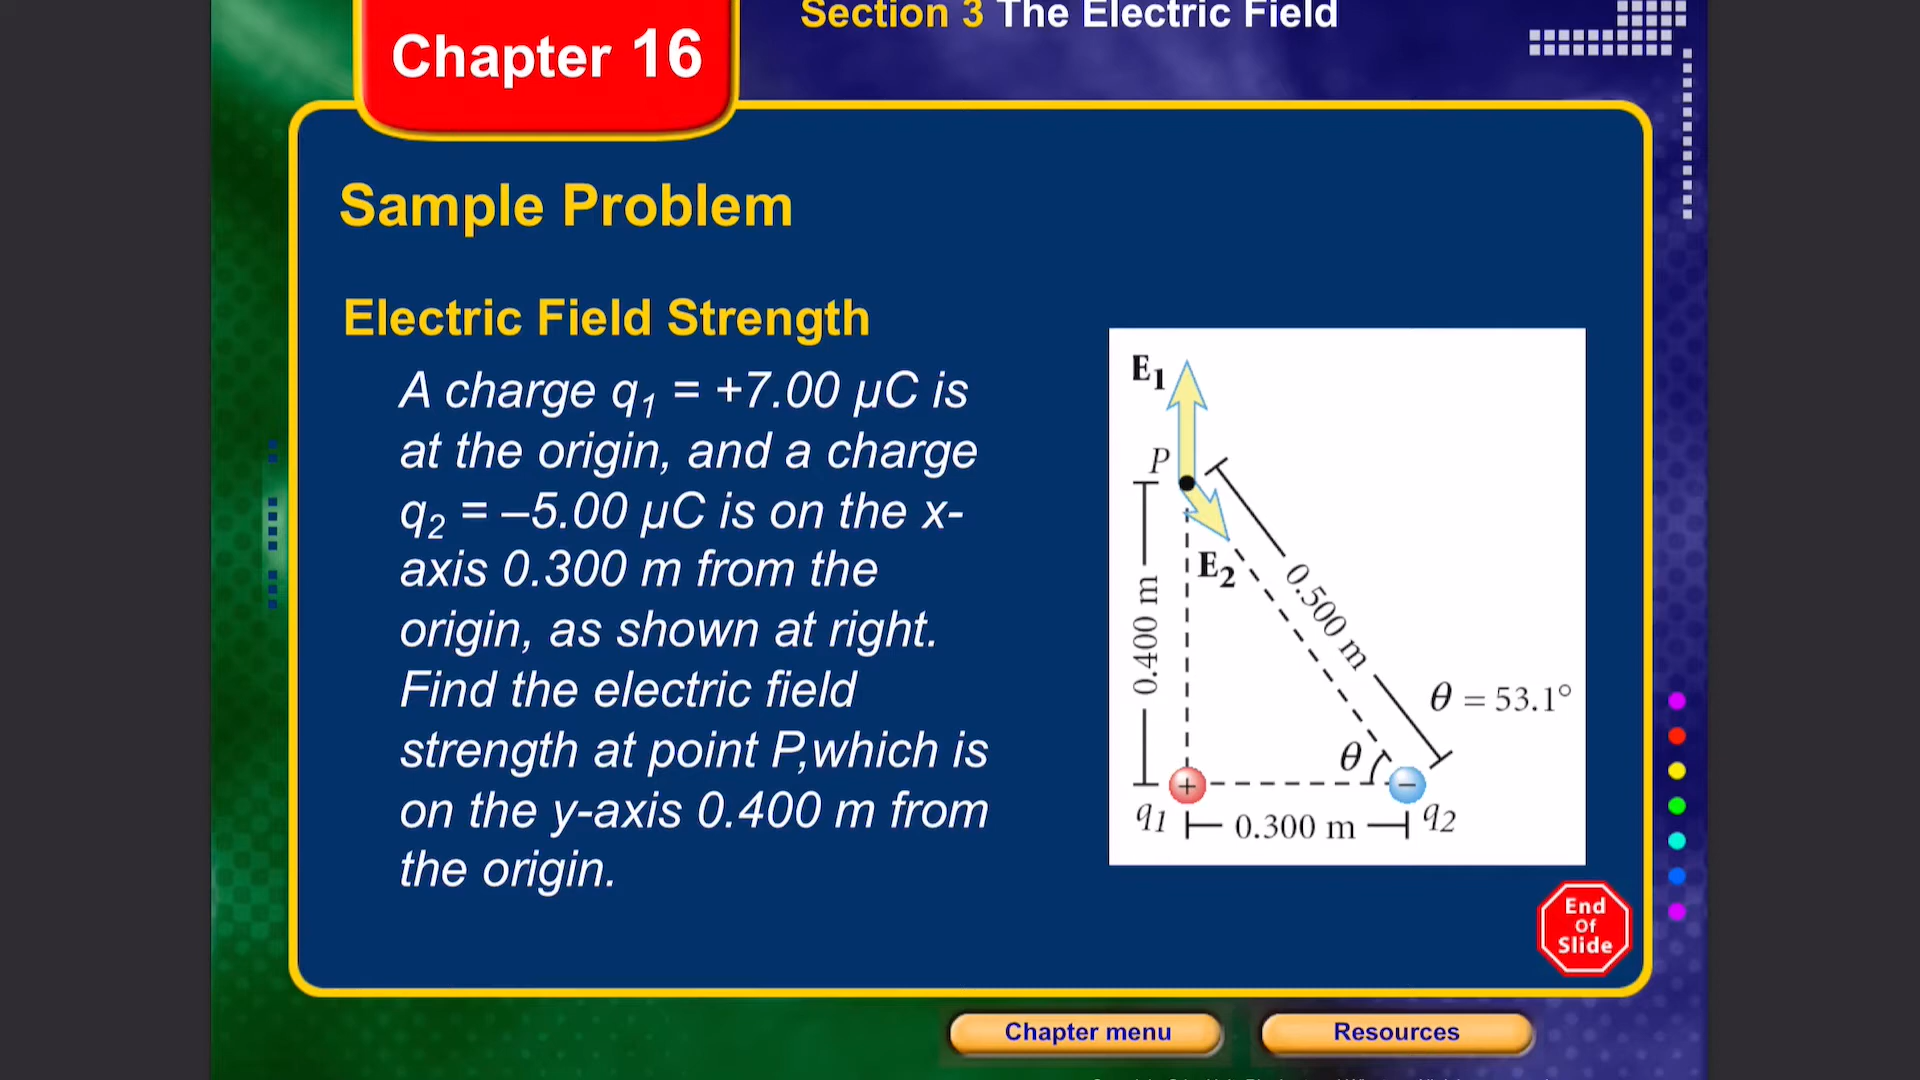 Section 3 The Electric Field
Chapter 16
Sample Problem
Electric Field Strength
A charge q1 = +7.00 µC is
at the origin, and a charge
q2 = –5.00 µC is on the x-
axis 0.300 m from the
origin, as shown at right.
Find the electric field
strength at point P,which is
on the y-axis 0.400 m from
the origin.
E1
P
E2
0.500 m
0.400 m
θ = 53.1°
θ
+
−
q1
0.300 m
q2
End
Of
Slide
Chapter menu
Resources